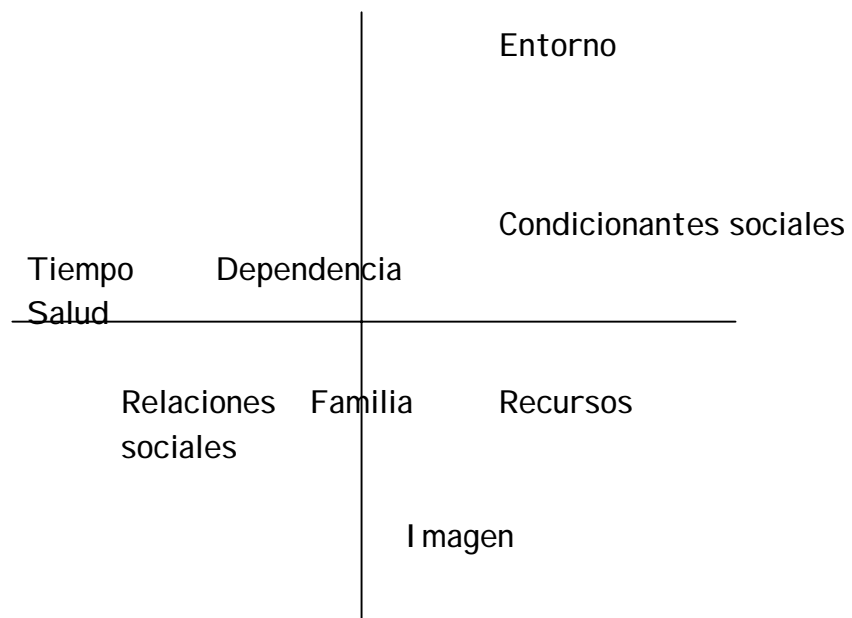 Entorno
Condicionantes sociales
Tiempo Dependencia
Salud
Relaciones Familia Recursos
sociales
Imagen